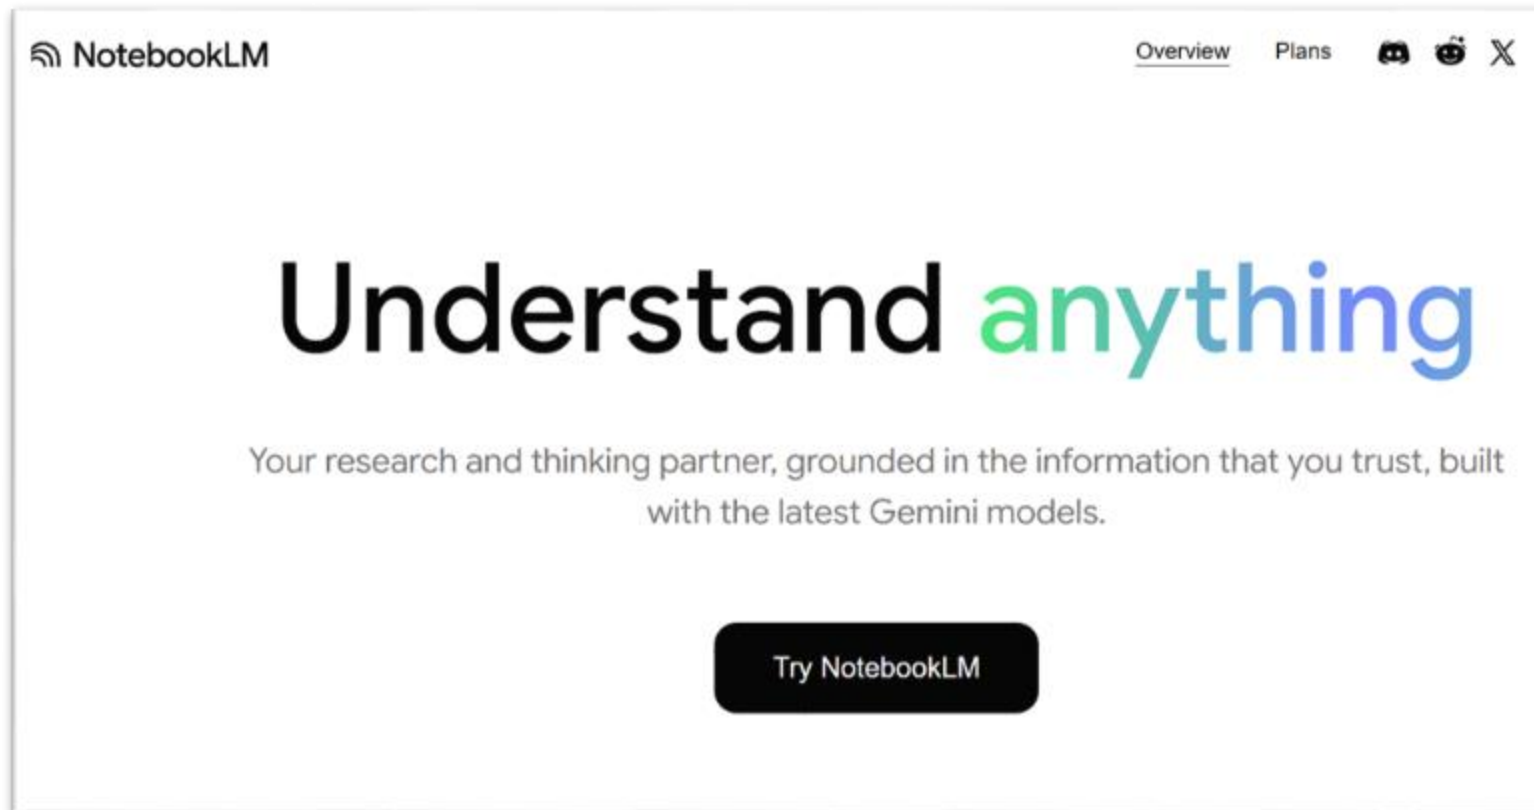 NotebookLM
Overview Plans
Understand anything
Your research and thinking partner, grounded in the information that you trust, built
with the latest Gemini models.
Try NotebookLM